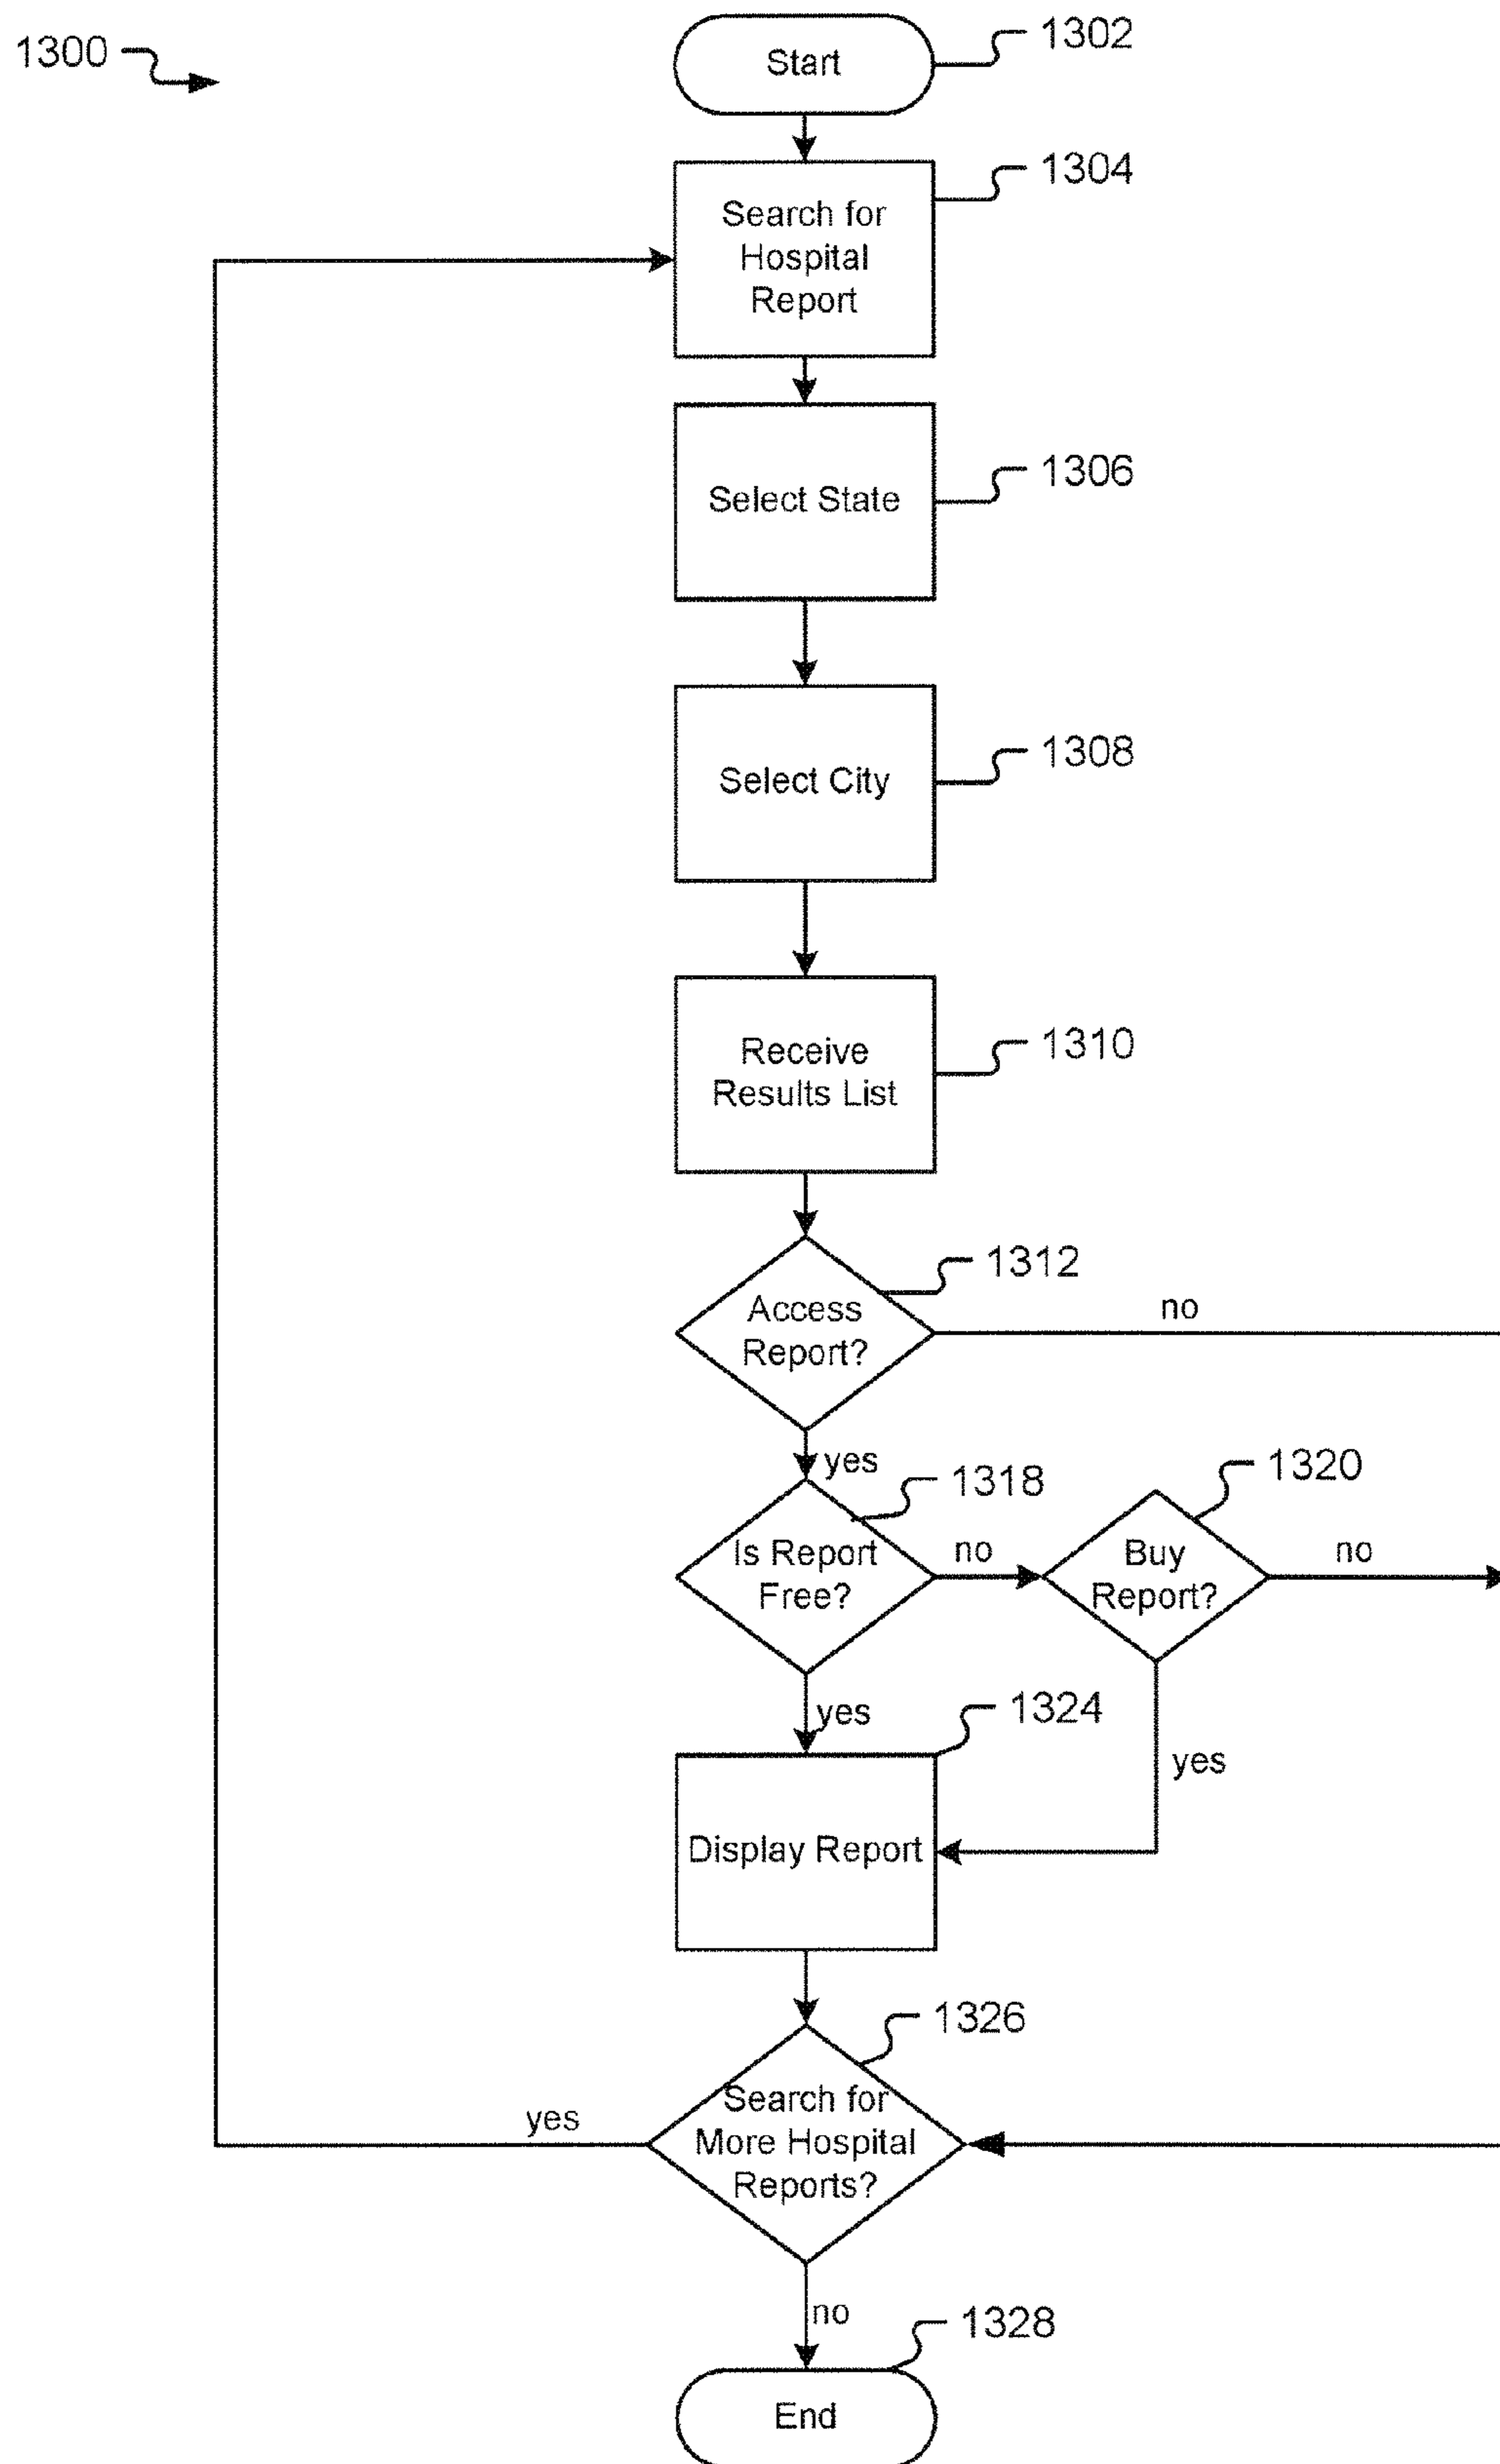 1300
Start
1302
Search for
Hospital
Report
1304
Select State
1306
Select City
1308
Receive
Results List
1310
Access
Report?
1312
no
yes
Is Report
Free?
1318
no
Buy
Report?
1320
no
yes
yes
Display Report
1324
Search for
More Hospital
Reports?
1326
yes
no
End
1328